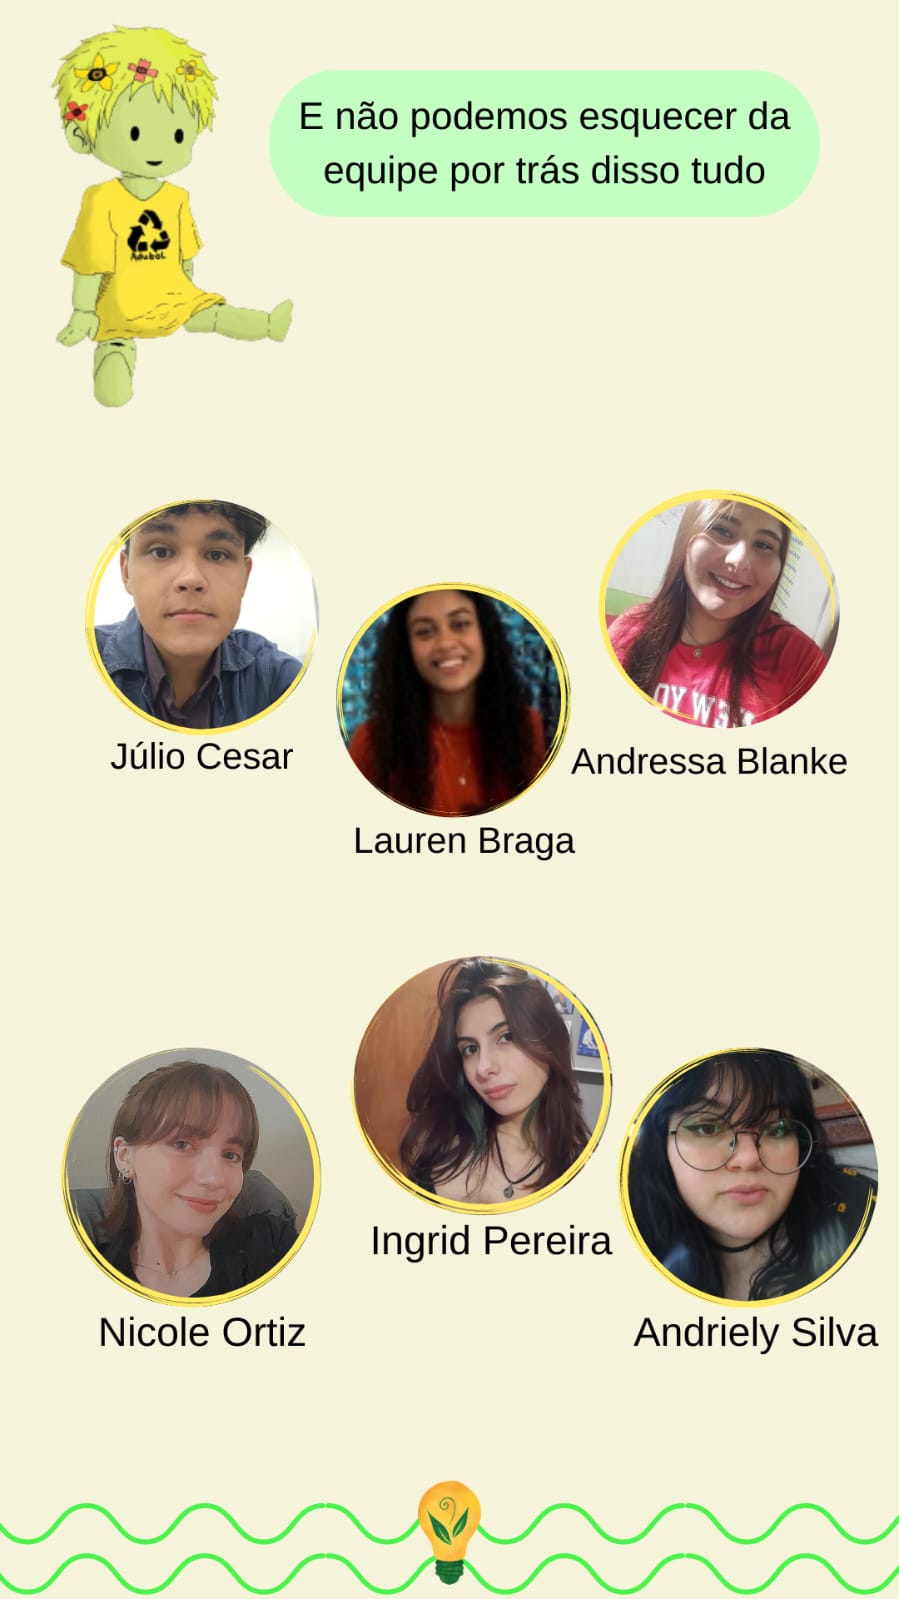 E não podemos esquecer da
equipe por trás disso tudo
Adubol
Júlio Cesar
Andressa Blanke
Lauren Braga
Ingrid Pereira
Nicole Ortiz
Andriely Silva